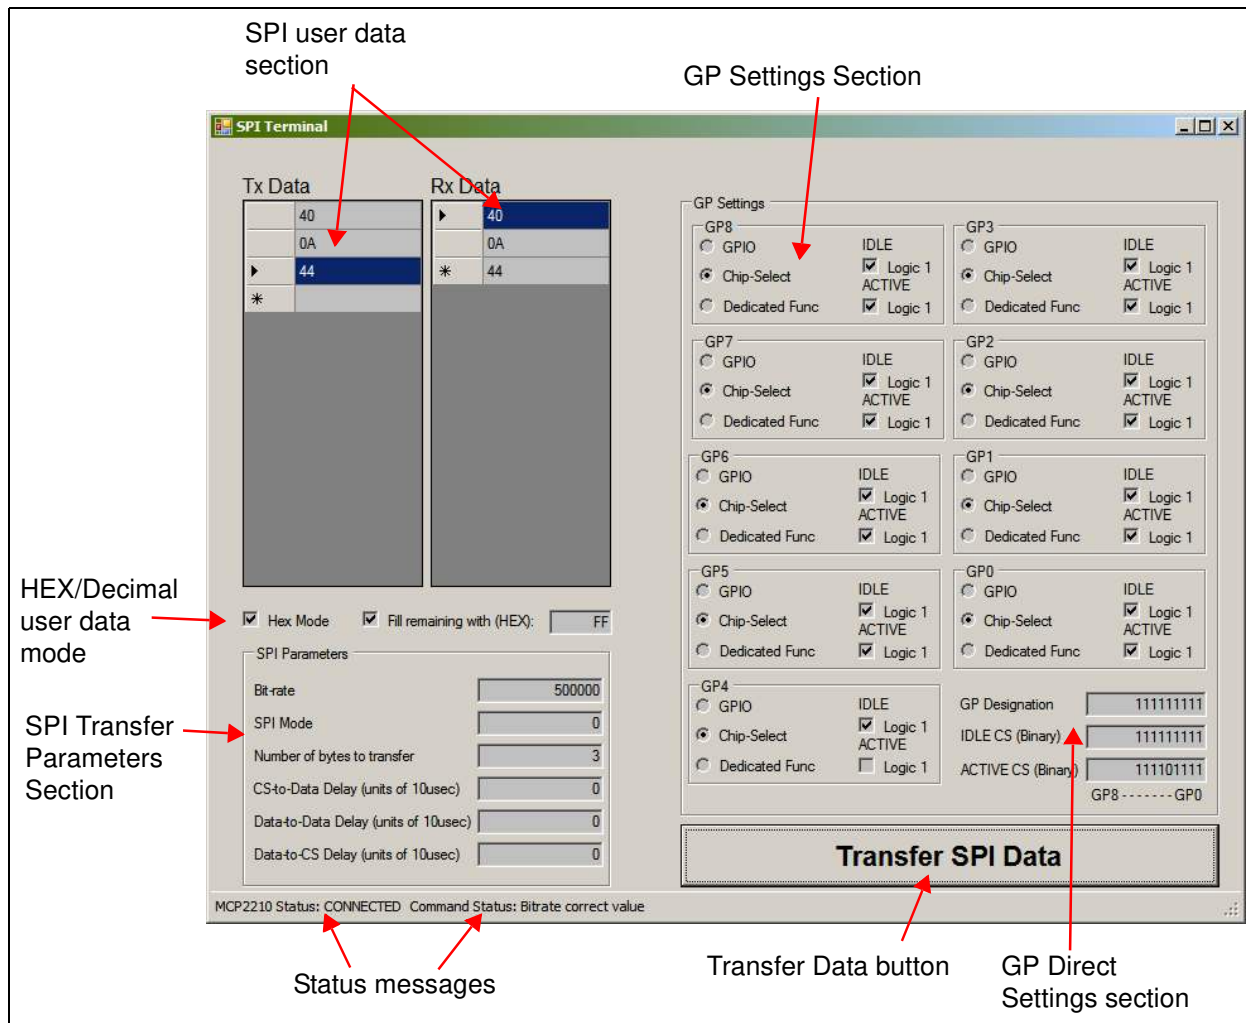 SPI user data
section
GP Settings Section
SPI Terminal
Tx Data
Rx Data
40
0A
44
40
0A
44
HEX/Decimal
user data
mode
Hex Mode
Fill remaining with (HEX):
FF
SPI Transfer
Parameters
Section
SPI Parameters
Bit-rate
500000
SPI Mode
0
Number of bytes to transfer
3
CS-to-Data Delay (units of 10usec)
0
Data-to-Data Delay (units of 10usec)
0
Data-to-CS Delay (units of 10usec)
0
GP Settings
GP8
GPIO
IDLE
Chip-Select
Logic 1
ACTIVE
Dedicated Func
Logic 1
GP7
GPIO
IDLE
Chip-Select
Logic 1
ACTIVE
Dedicated Func
Logic 1
GP6
GPIO
IDLE
Chip-Select
Logic 1
ACTIVE
Dedicated Func
Logic 1
GP5
GPIO
IDLE
Chip-Select
Logic 1
ACTIVE
Dedicated Func
Logic 1
GP4
GPIO
IDLE
Chip-Select
Logic 1
ACTIVE
Dedicated Func
Logic 1
GP3
GPIO
IDLE
Chip-Select
Logic 1
ACTIVE
Dedicated Func
Logic 1
GP2
GPIO
IDLE
Chip-Select
Logic 1
ACTIVE
Dedicated Func
Logic 1
GP1
GPIO
IDLE
Chip-Select
Logic 1
ACTIVE
Dedicated Func
Logic 1
GP0
GPIO
IDLE
Chip-Select
Logic 1
ACTIVE
Dedicated Func
Logic 1
GP Designation
111111111
IDLE CS (Binary)
111111111
ACTIVE CS (Binary)
111101111
GP8-------GP0
Transfer SPI Data
MCP2210 Status: CONNECTED Command Status: Bitrate correct value
Status messages
Transfer Data button
GP Direct
Settings section